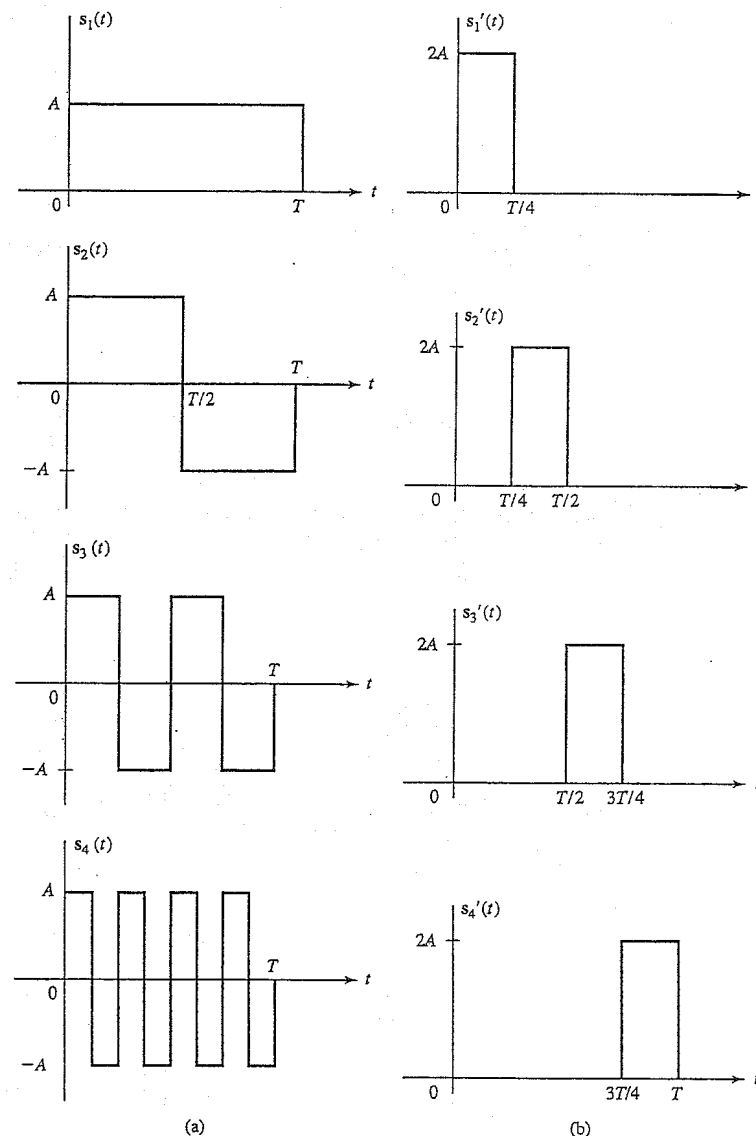 s₁(t)
A
0
T
t
s₂(t)
A
T
t
0
T/2
−A
s₃(t)
A
T
t
0
−A
s₄(t)
A
T
t
0
−A
(a)
s₁′(t)
2A
0
T/4
s₂′(t)
2A
0
T/4
T/2
s₃′(t)
2A
0
T/2
3T/4
s₄′(t)
2A
0
3T/4
T
(b)